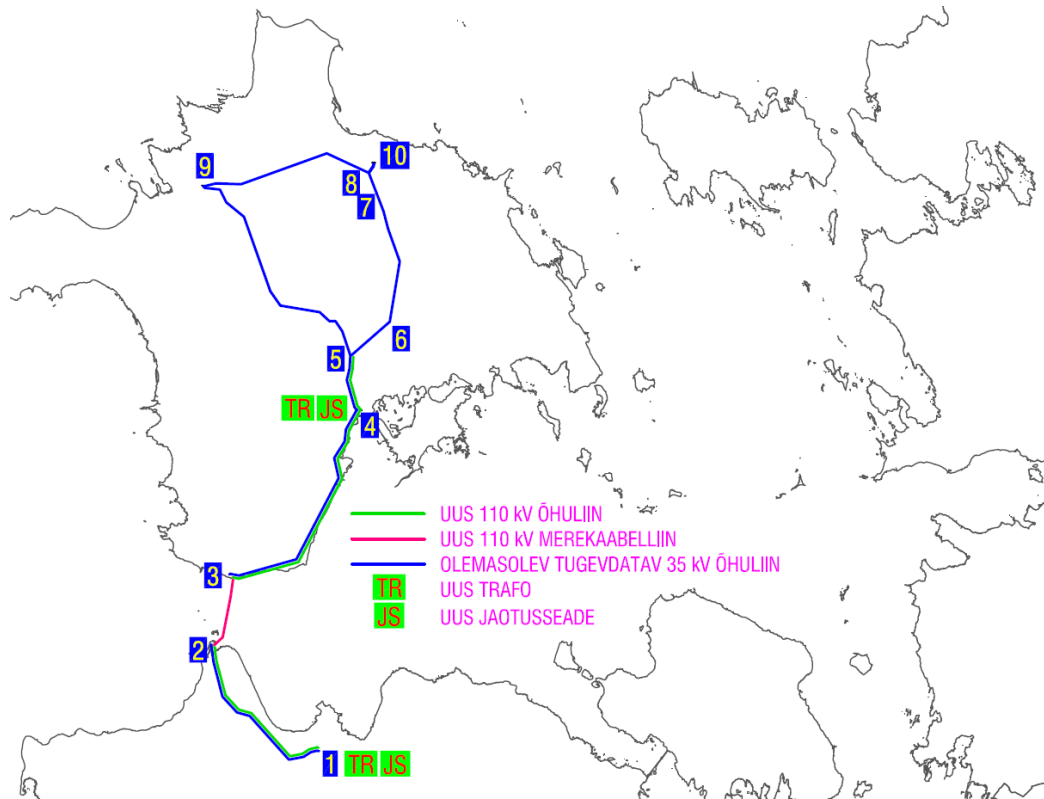 10
9
8
7
6
5
TR JS
4
UUS 110 kV ÕHULIIN
UUS 110 kV MEREKAABELLIIN
OLEMASOLEV TUGEVDATAV 35 kV ÕHULIIN
3
TR UUS TRAFO
JS UUS JAOTUSSEADE
2
1 TR JS